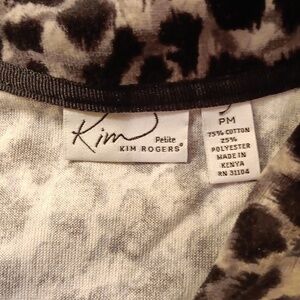 Kim
Petite
KIM ROGERS®
PM
75% COTTON
25%
POLYESTER
MADE IN
KENYA
RN 31104